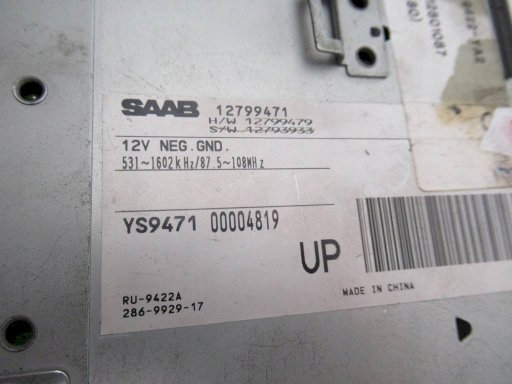 SAAB 12799471
H/W 12799479
S/W 12793933
12V NEG.GND.
531~1602kHz/87.5~108MHz
YS9471 00004819
UP
MADE IN CHINA
RU-9422A
286-9929-17
12801087